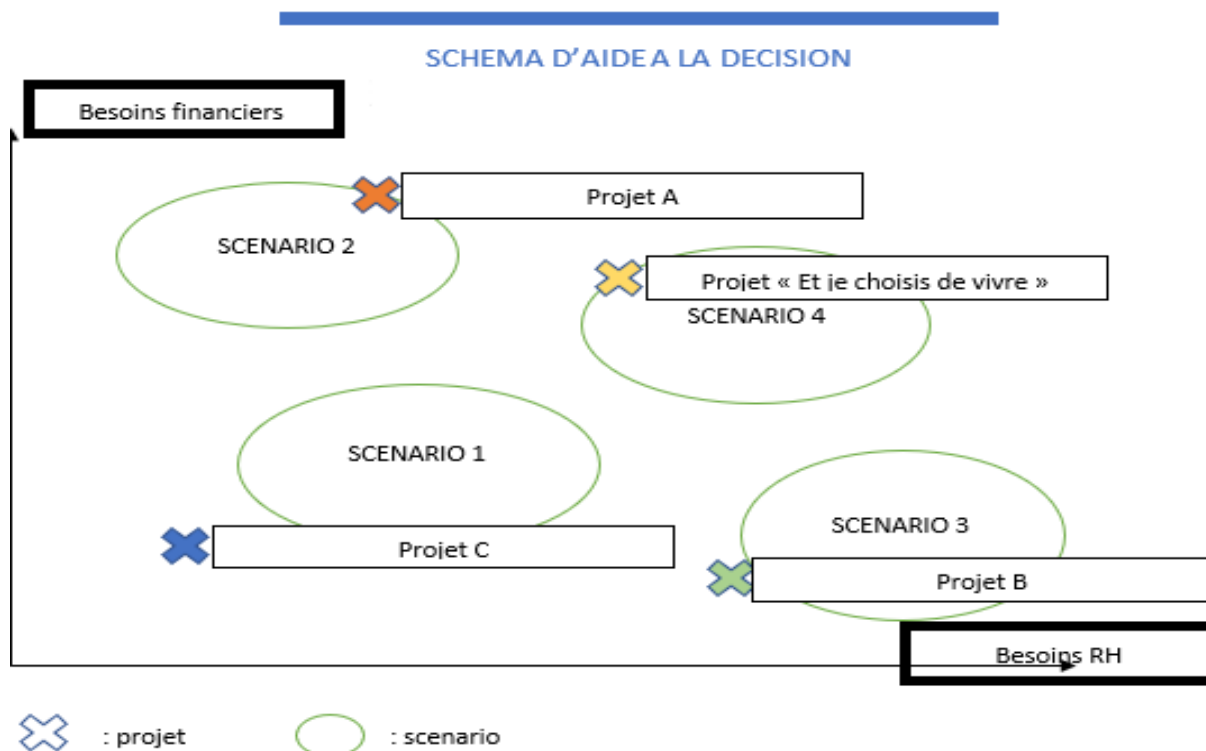 SCHEMA D'AIDE A LA DECISION
Besoins financiers
Projet A
SCENARIO 2
Projet « Et je choisis de vivre »
SCENARIO 4
SCENARIO 1
SCENARIO 3
Projet C
Projet B
Besoins RH
: projet
: scenario